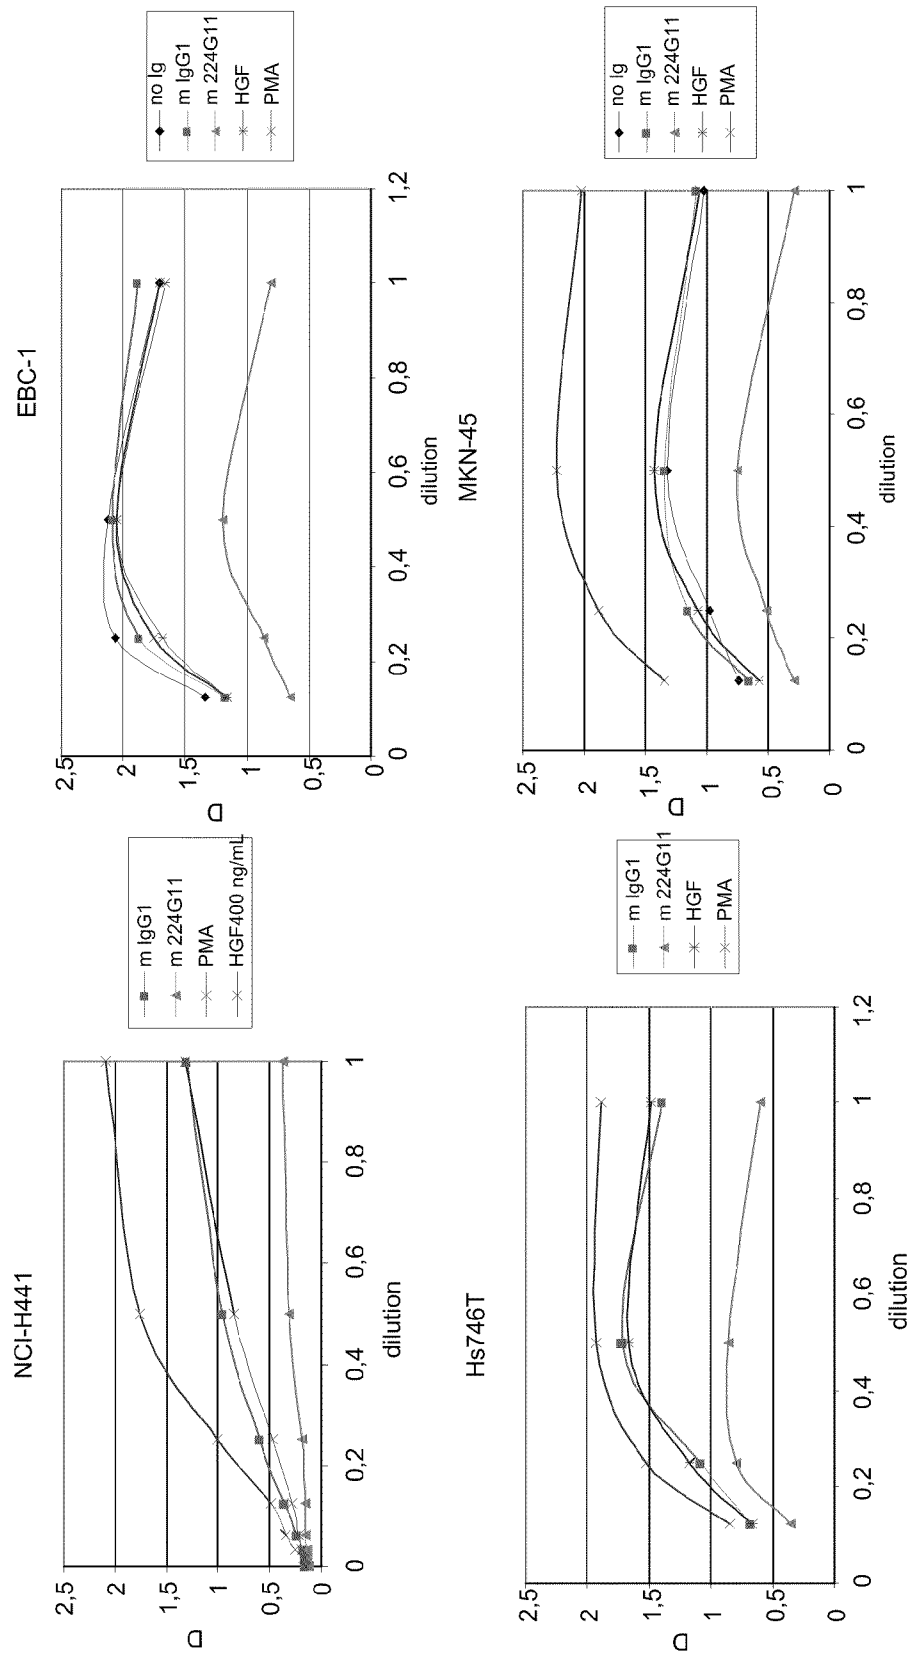 NCI-H441
2,5
2
1,5
1
0,5
0
D
0
0,2
0,4
0,6
0,8
1
dilution
m IgG1
m 224G11
PMA
HGF400 ng/mL
EBC-1
2,5
2
1,5
1
0,5
0
D
0
0,2
0,4
0,6
0,8
1
1,2
dilution
no Ig
m IgG1
m 224G11
HGF
PMA
Hs746T
2,5
2
1,5
1
0,5
0
D
0
0,2
0,4
0,6
0,8
1
1,2
dilution
m IgG1
m 224G11
HGF
PMA
MKN-45
2,5
2
1,5
1
0,5
0
D
0
0,2
0,4
0,6
0,8
1
dilution
no Ig
m IgG1
m 224G11
HGF
PMA